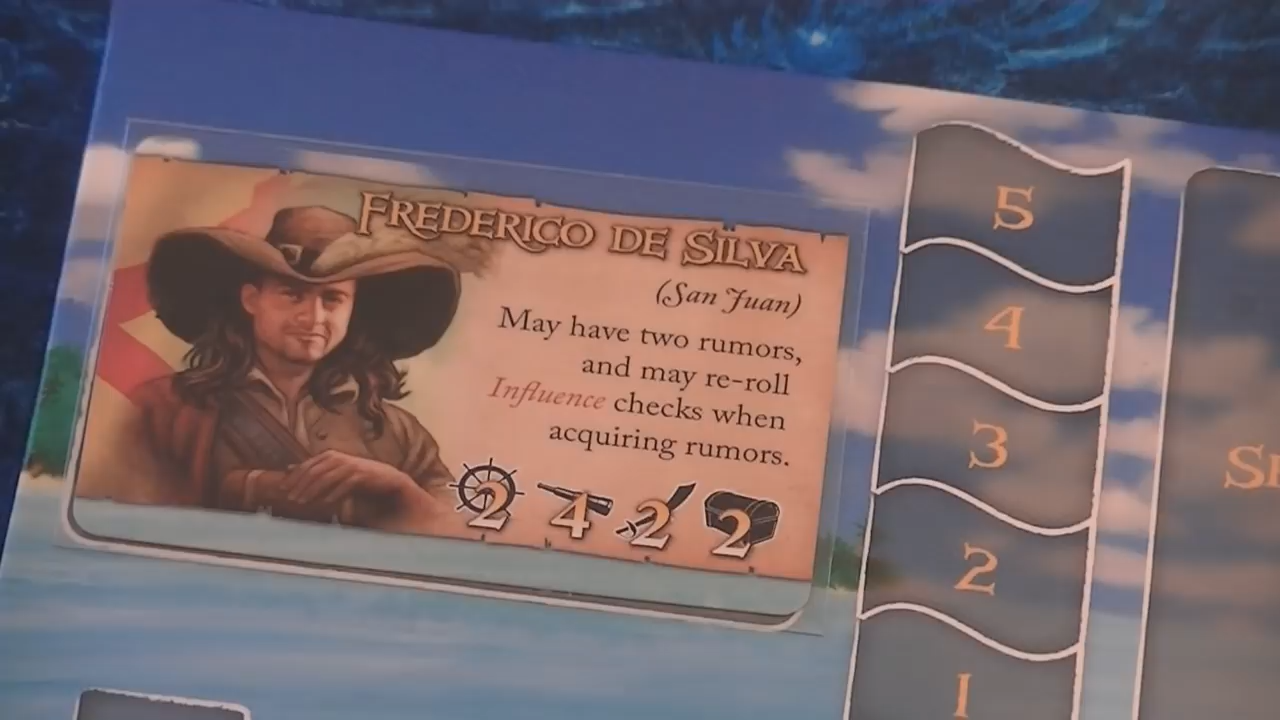 FREDERICO DE SILVA
(San Juan)
May have two rumors,
and may re-roll
Influence checks when
acquiring rumors.
2 4 2 2
5
4
3
2
1